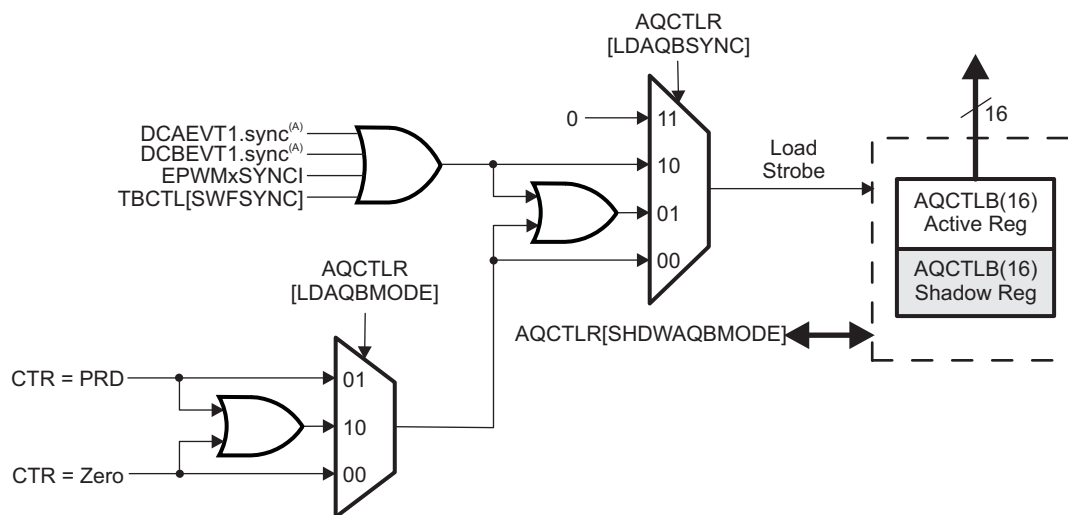 AQCTLR
[LDAQBSYNC]
16
0
11
DCAEVT1.sync(A)
DCBEVT1.sync(A)
EPWMxSYNCI
TBCTL[SWFSYNC]
10
Load
Strobe
01
00
AQCTLB(16)
Active Reg
AQCTLB(16)
Shadow Reg
AQCTLR
[LDAQBMODE]
AQCTLR[SHDWAQBMODE]
CTR = PRD
01
10
CTR = Zero
00